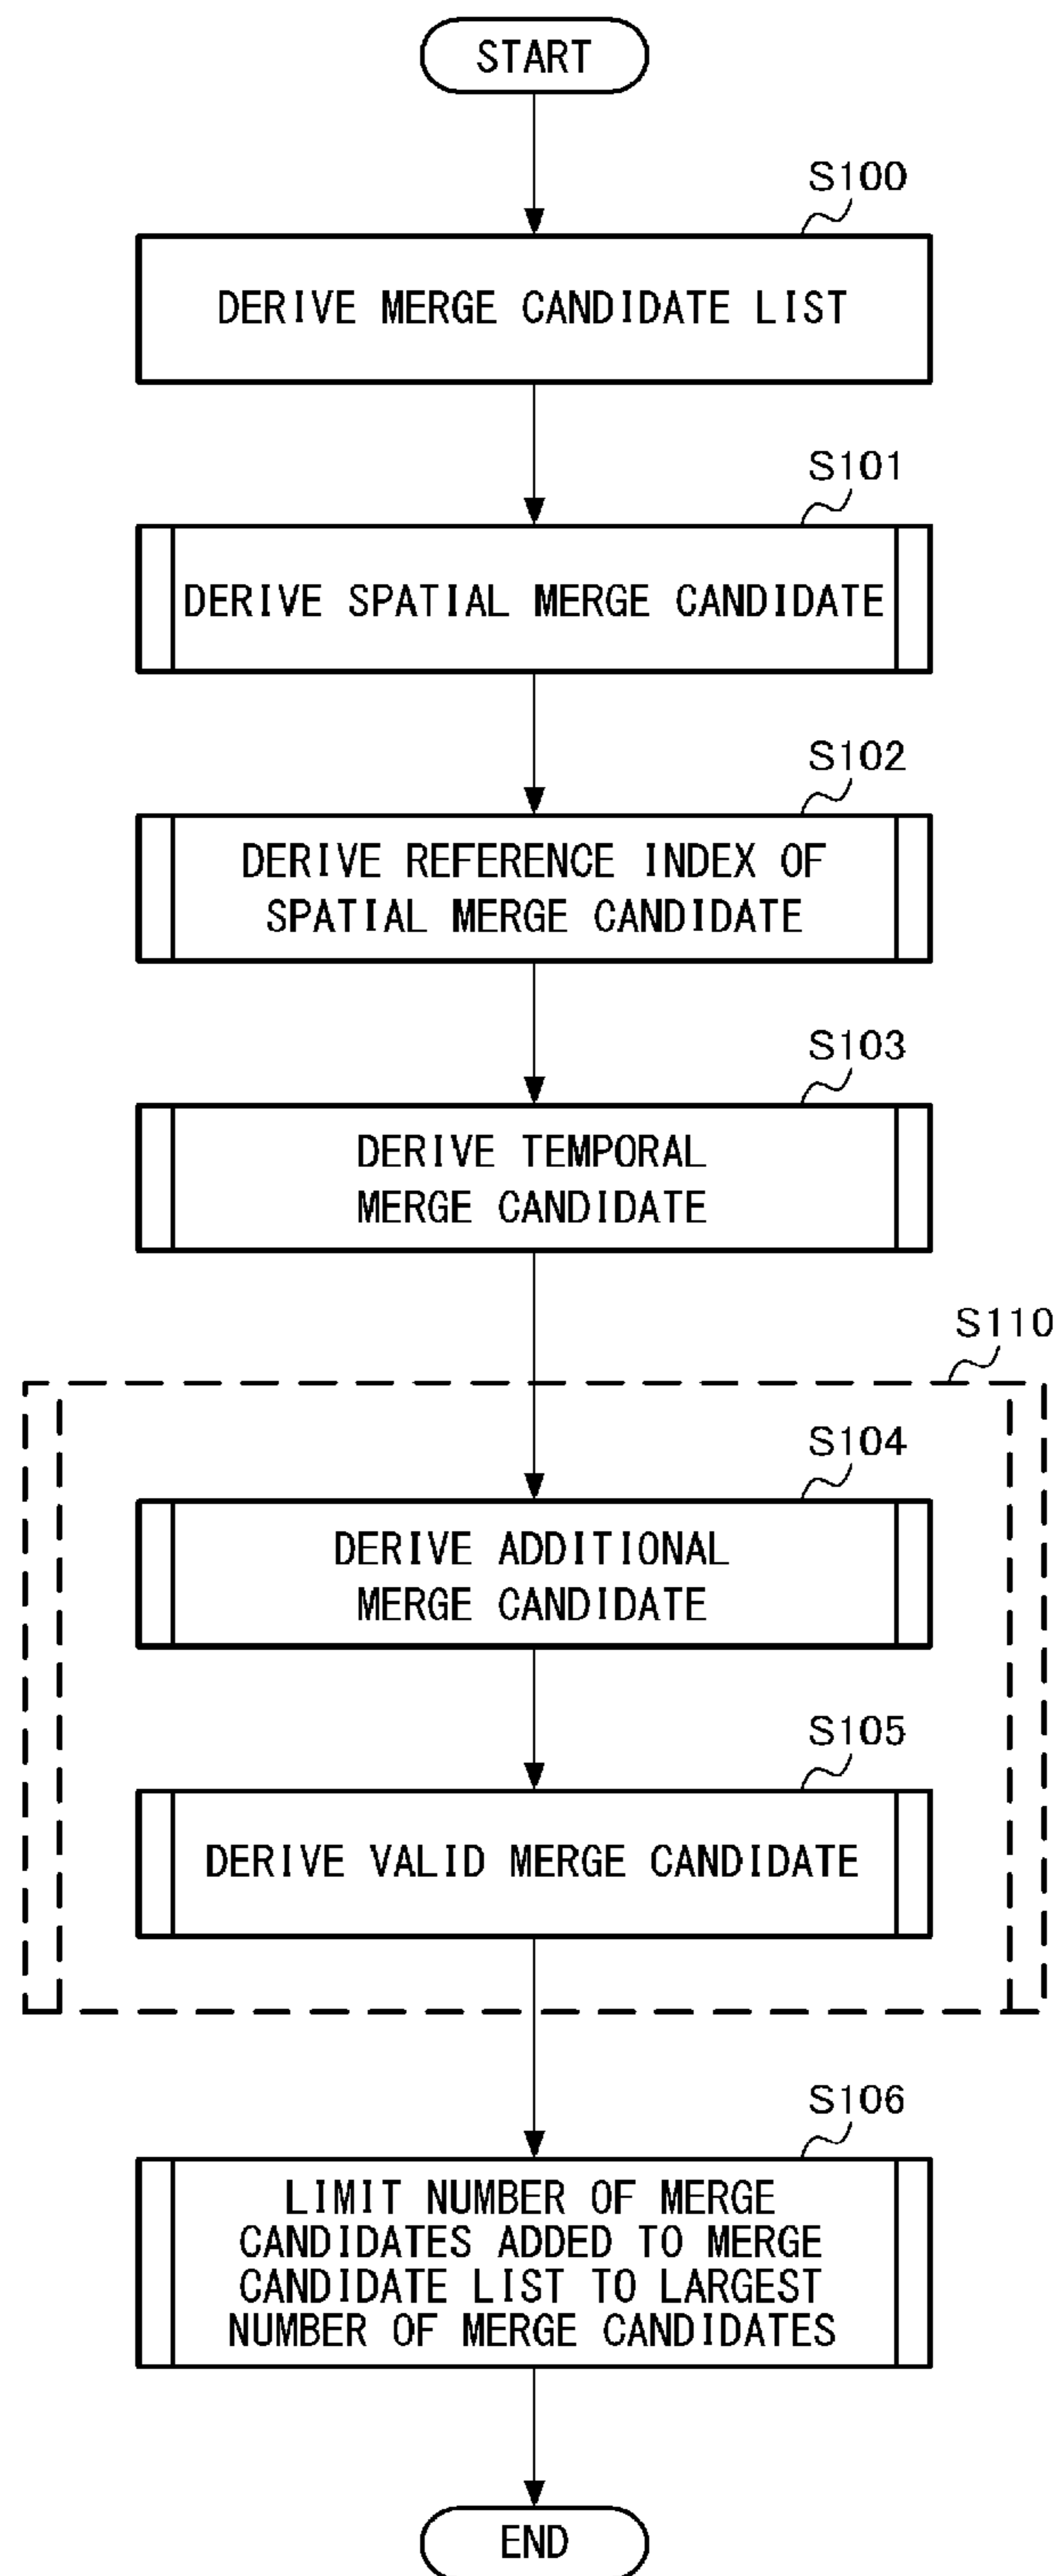 START
S100
DERIVE MERGE CANDIDATE LIST
S101
DERIVE SPATIAL MERGE CANDIDATE
S102
DERIVE REFERENCE INDEX OF
SPATIAL MERGE CANDIDATE
S103
DERIVE TEMPORAL
MERGE CANDIDATE
S110
S104
DERIVE ADDITIONAL
MERGE CANDIDATE
S105
DERIVE VALID MERGE CANDIDATE
S106
LIMIT NUMBER OF MERGE
CANDIDATES ADDED TO MERGE
CANDIDATE LIST TO LARGEST
NUMBER OF MERGE CANDIDATES
END